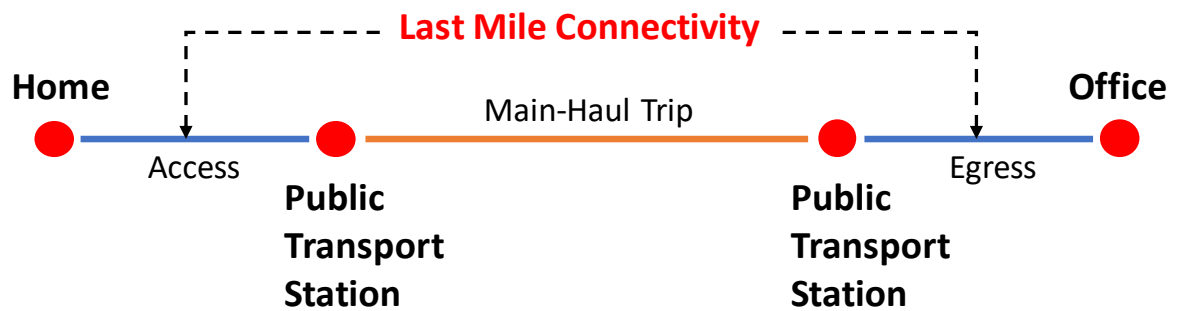 Last Mile Connectivity
Home
Office
Main-Haul Trip
Access
Egress
Public
Transport
Station
Public
Transport
Station